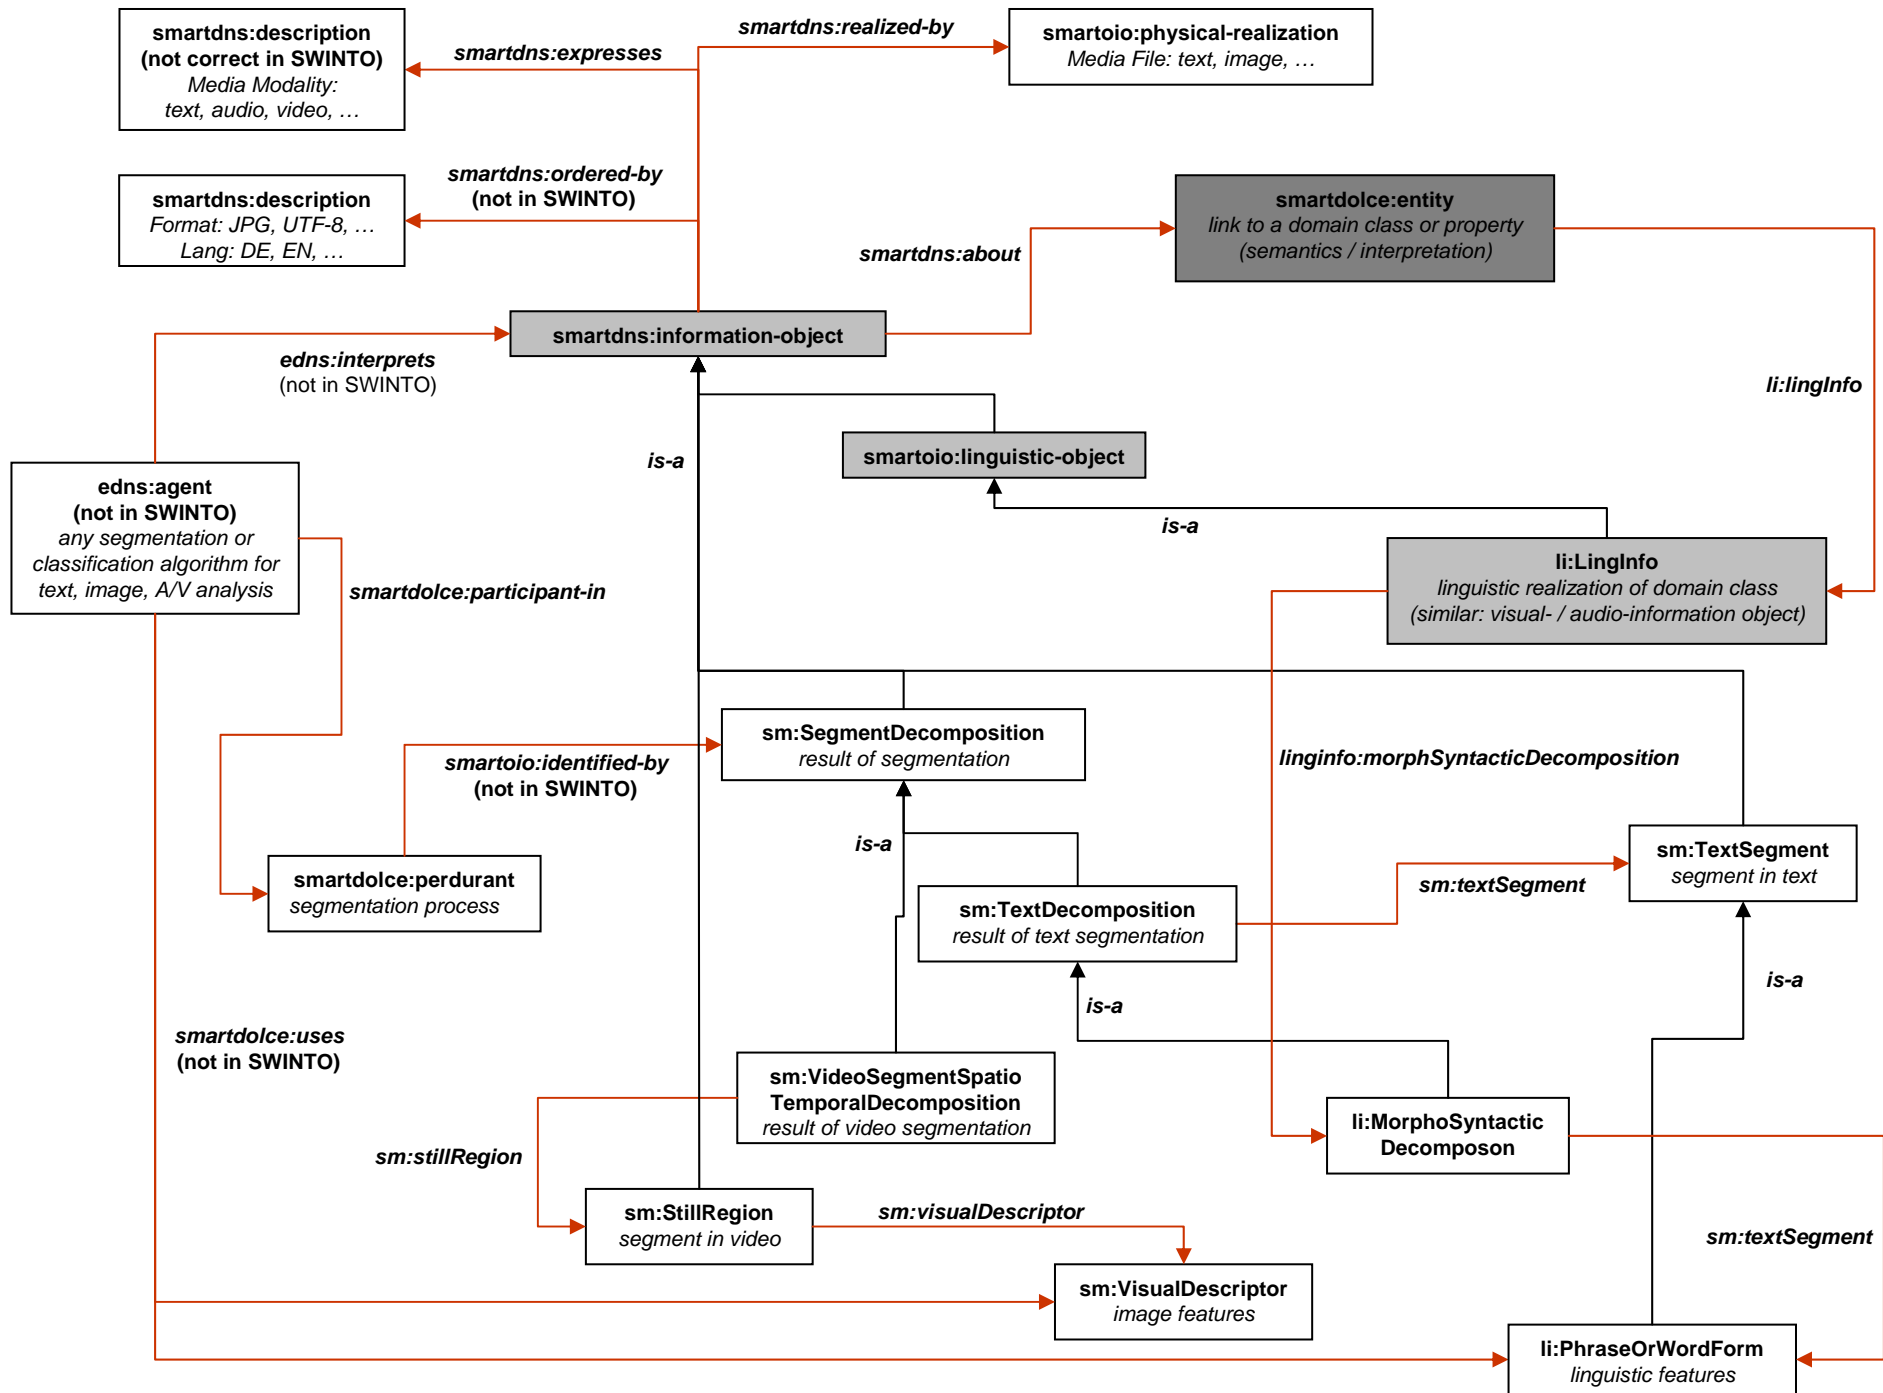 smartdns:description
(not correct in SWINTO)
Media Modality:
text, audio, video, …
smartdns:expresses
smartdns:realized-by
smartoio:physical-realization
Media File: text, image, …
smartdns:description
Format: JPG, UTF-8, …
Lang: DE, EN, …
smartdns:ordered-by
(not in SWINTO)
smartdolce:entity
link to a domain class or property
(semantics / interpretation)
smartdns:about
smartdns:information-object
edns:interprets
(not in SWINTO)
li:lingInfo
is-a
smartoio:linguistic-object
edns:agent
(not in SWINTO)
any segmentation or
classification algorithm for
text, image, A/V analysis
is-a
li:LingInfo
linguistic realization of domain class
(similar: visual- / audio-information object)
smartdolce:participant-in
sm:SegmentDecomposition
result of segmentation
smartoio:identified-by
(not in SWINTO)
linginfo:morphSyntacticDecomposition
is-a
sm:TextSegment
segment in text
smartdolce:perdurant
segmentation process
sm:textSegment
sm:TextDecomposition
result of text segmentation
is-a
is-a
smartdolce:uses
(not in SWINTO)
sm:VideoSegmentSpatio
TemporalDecomposition
result of video segmentation
li:MorphoSyntactic
Decomposon
sm:stillRegion
sm:StillRegion
segment in video
sm:visualDescriptor
sm:textSegment
sm:VisualDescriptor
image features
li:PhraseOrWordForm
linguistic features